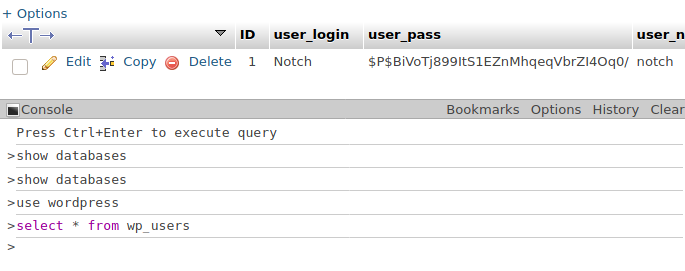 + Options
ID user_login user_pass user_n
Edit Copy Delete 1 Notch $P$BiVoTj899ItS1EZnMhqeqVbrZI4Oq0/ notch
Console Bookmarks Options History Clear
Press Ctrl+Enter to execute query
>show databases
>show databases
>use wordpress
>select * from wp_users
>